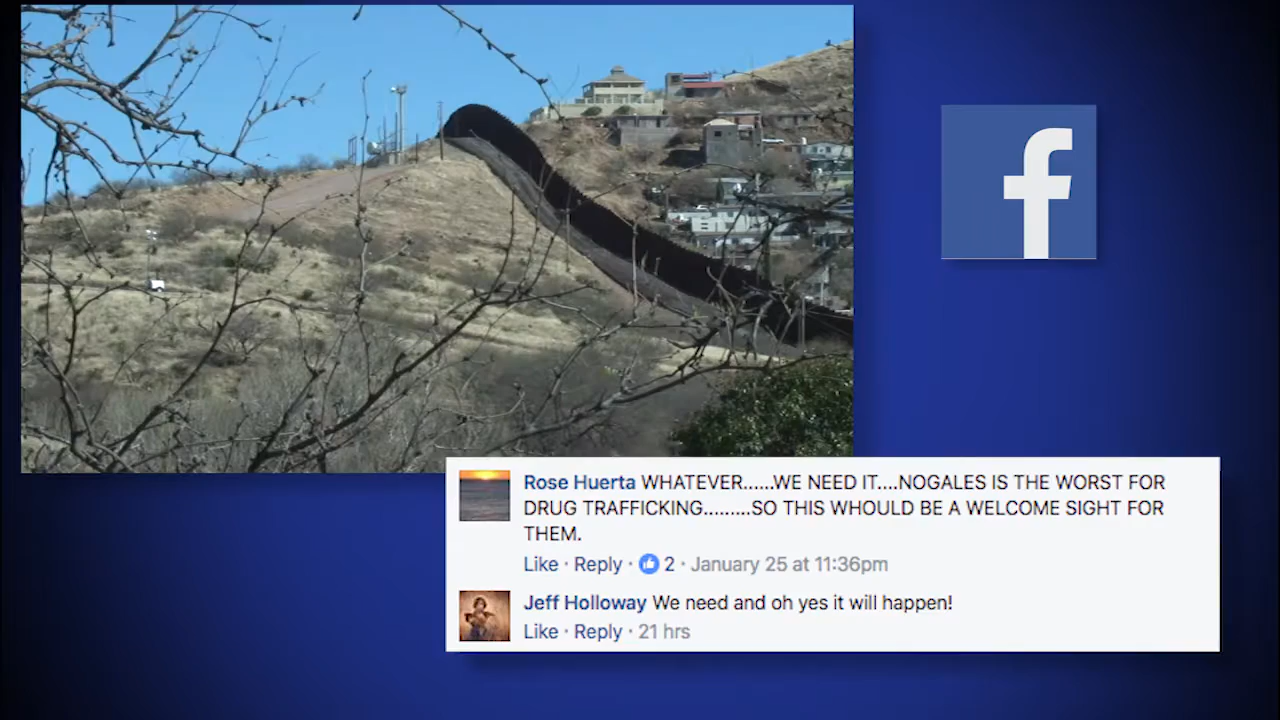 f
Rose Huerta WHATEVER......WE NEED IT....NOGALES IS THE WORST FOR
DRUG TRAFFICKING.........SO THIS WHOULD BE A WELCOME SIGHT FOR
THEM.
Like · Reply · 2 · January 25 at 11:36pm
Jeff Holloway We need and oh yes it will happen!
Like · Reply · 21 hrs